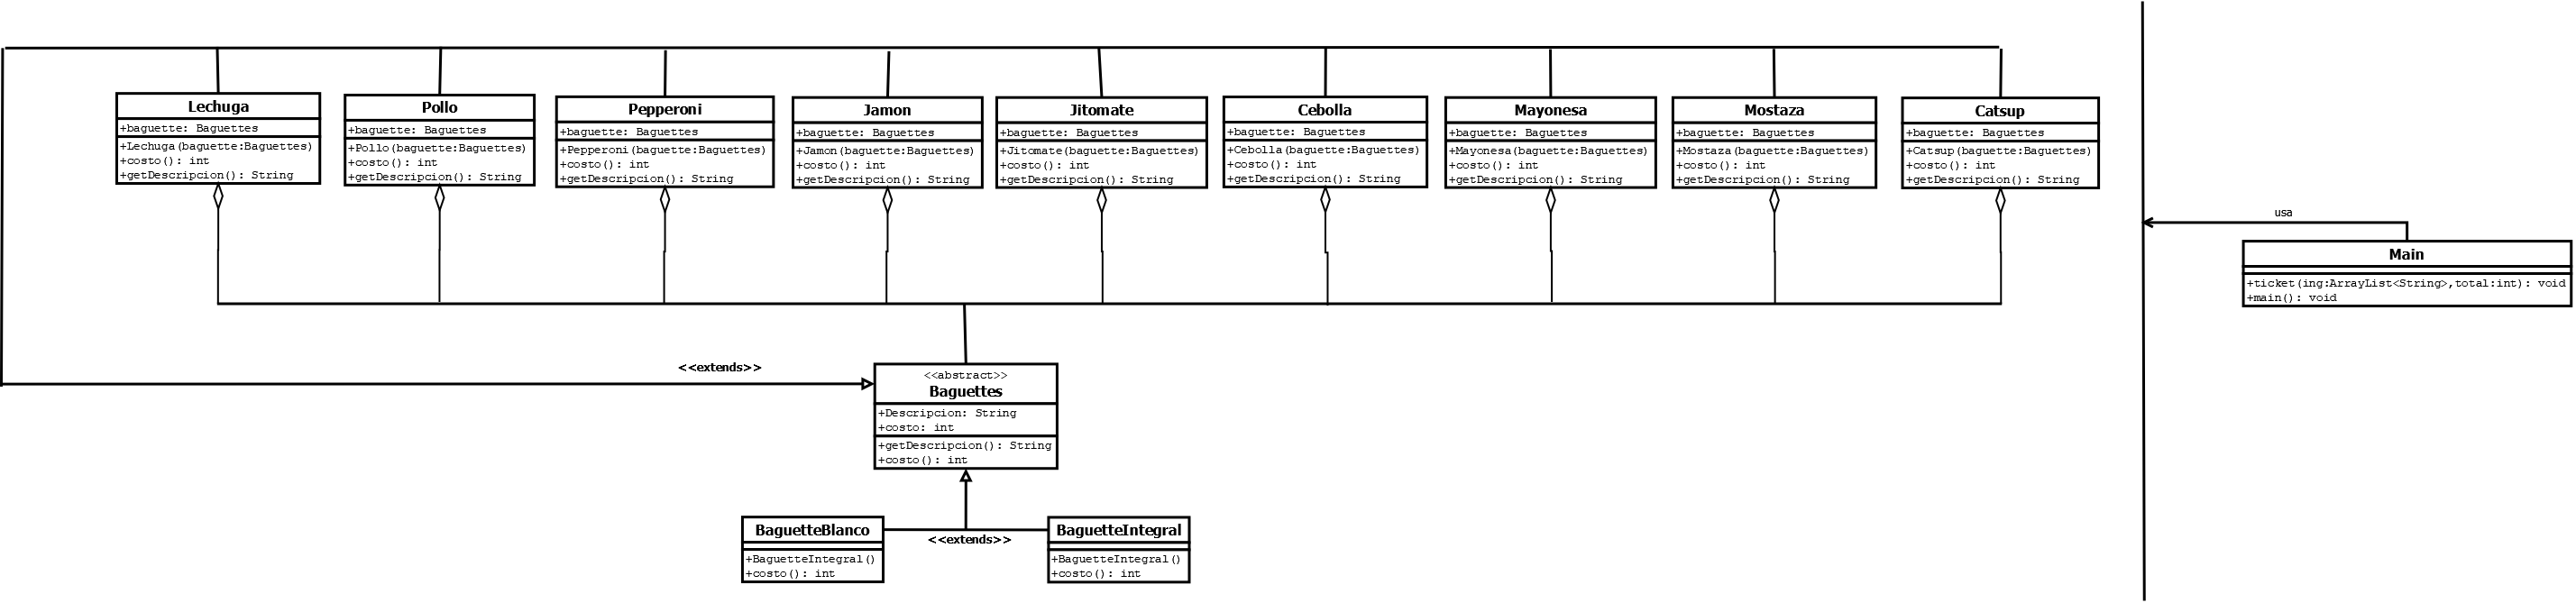 Lechuga
+baguette: Baguettes
+Lechuga(baguette:Baguettes)
+costo(): int
+getDescripcion(): String
Pollo
+baguette: Baguettes
+Pollo(baguette:Baguettes)
+costo(): int
+getDescripcion(): String
Pepperoni
+baguette: Baguettes
+Pepperoni(baguette:Baguettes)
+costo(): int
+getDescripcion(): String
Jamon
+baguette: Baguettes
+Jamon(baguette:Baguettes)
+costo(): int
+getDescripcion(): String
Jitomate
+baguette: Baguettes
+Jitomate(baguette:Baguettes)
+costo(): int
+getDescripcion(): String
Cebolla
+baguette: Baguettes
+Cebolla(baguette:Baguettes)
+costo(): int
+getDescripcion(): String
Mayonesa
+baguette: Baguettes
+Mayonesa(baguette:Baguettes)
+costo(): int
+getDescripcion(): String
Mostaza
+baguette: Baguettes
+Mostaza(baguette:Baguettes)
+costo(): int
+getDescripcion(): String
Catsup
+baguette: Baguettes
+Catsup(baguette:Baguettes)
+costo(): int
+getDescripcion(): String
usa
Main
+ticket(ing:ArrayList<String>,total:int): void
+main(): void
<<extends>>
<<abstract>>
Baguettes
+Descripcion: String
+costo: int
+getDescripcion(): String
+costo(): int
BaguetteBlanco
+BaguetteIntegral()
+costo(): int
<<extends>>
BaguetteIntegral
+BaguetteIntegral()
+costo(): int